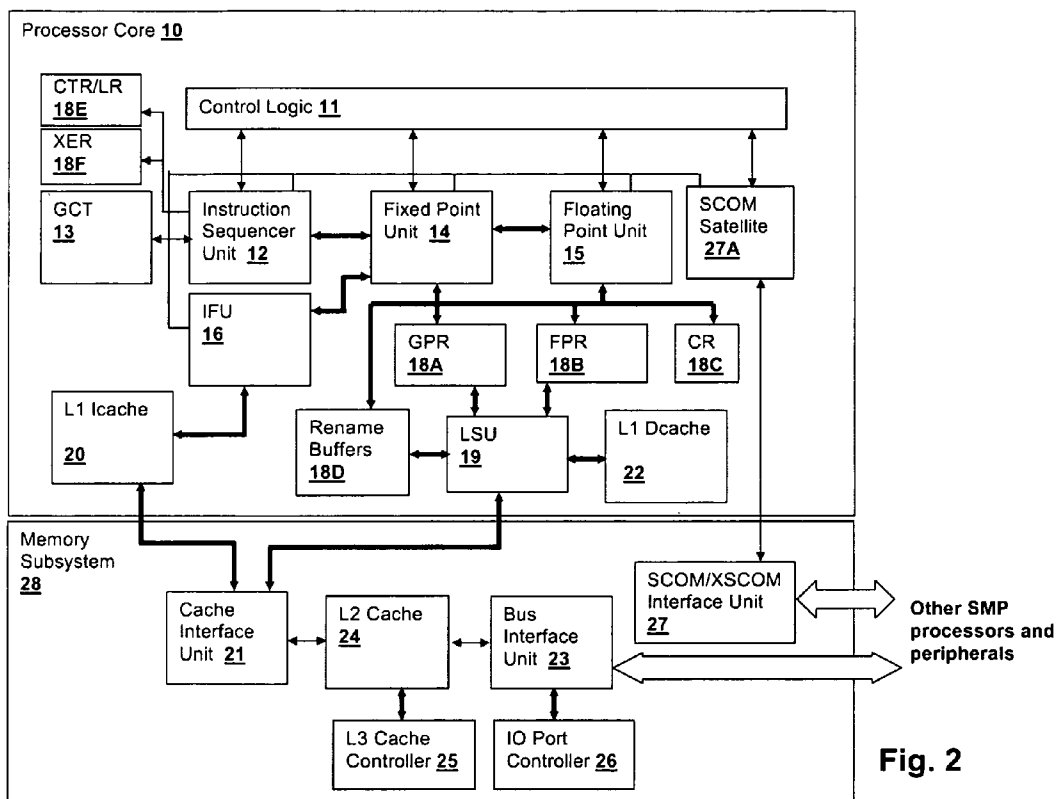 Processor Core 10
CTR/LR
18E
Control Logic 11
XER
18F
GCT
13
Instruction
Sequencer
Unit 12
Fixed Point
Unit 14
Floating
Point Unit
15
SCOM
Satellite
27A
IFU
16
GPR
18A
FPR
18B
CR
18C
L1 Icache
20
Rename
Buffers
18D
LSU
19
L1 Dcache
22
Memory
Subsystem
28
Cache
Interface
Unit 21
L2 Cache
24
Bus
Interface
Unit 23
SCOM/XSCOM
Interface Unit
27
Other SMP
processors and
peripherals
L3 Cache
Controller 25
IO Port
Controller 26
Fig. 2